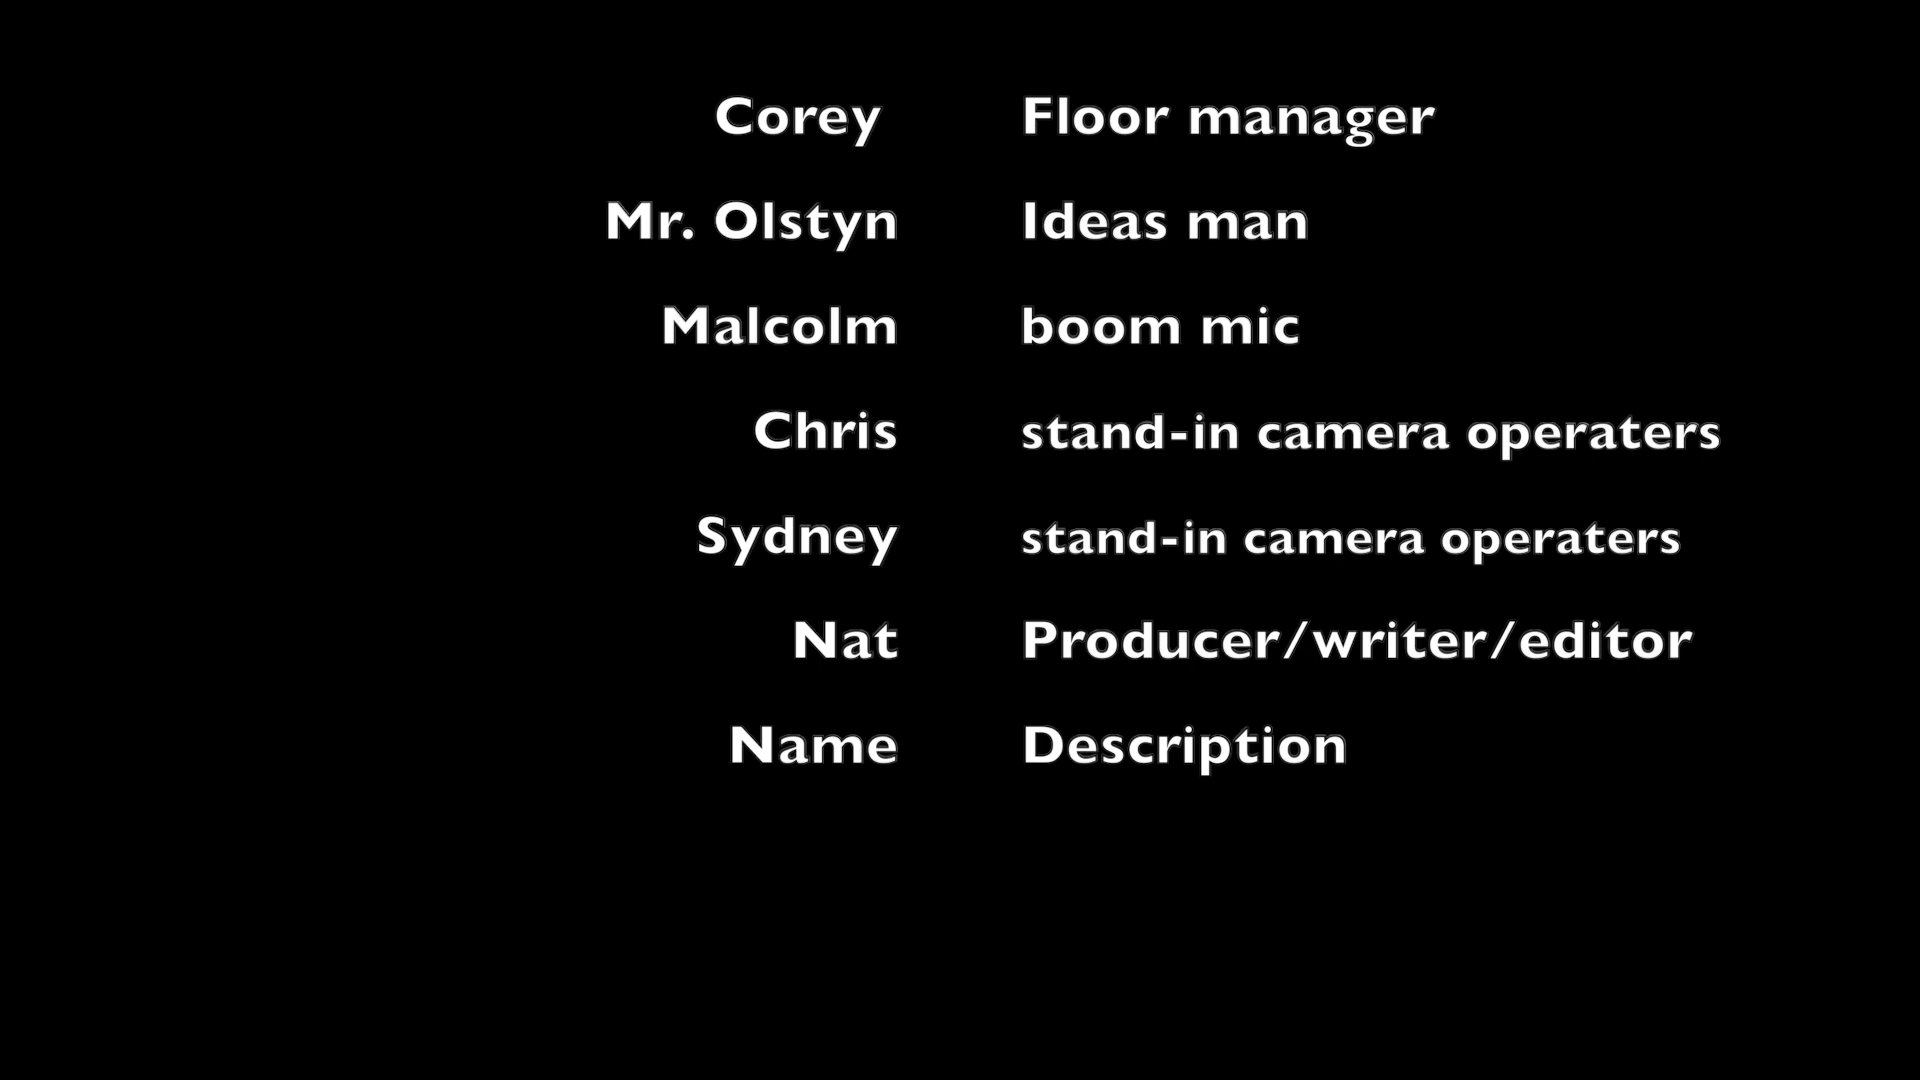 Corey Floor manager
Mr. Olstyn Ideas man
Malcolm boom mic
Chris stand-in camera operaters
Sydney stand-in camera operaters
Nat Producer/writer/editor
Name Description